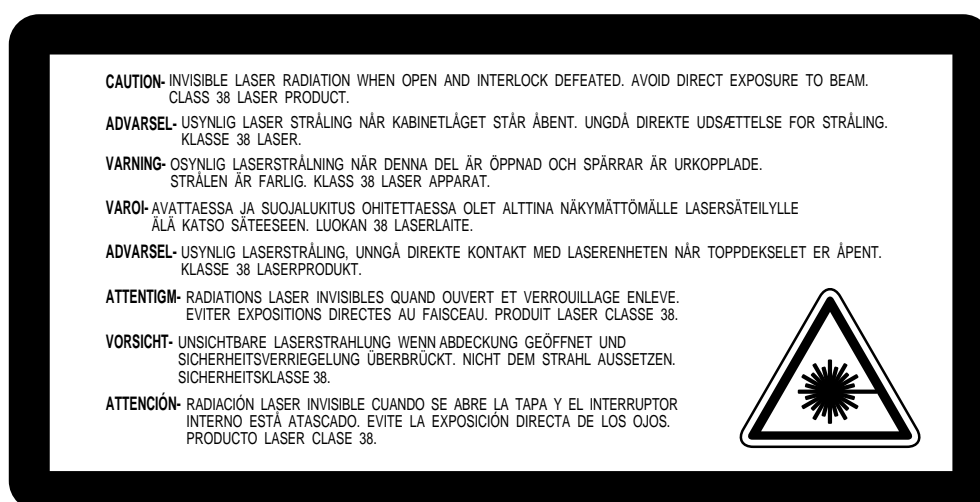 CAUTION- INVISIBLE LASER RADIATION WHEN OPEN AND INTERLOCK DEFEATED. AVOID DIRECT EXPOSURE TO BEAM.
CLASS 38 LASER PRODUCT.
ADVARSEL- USYNLIG LASER STRÅLING NÅR KABINETLÅGET STÅR ÅBENT. UNGDÅ DIREKTE UDSÆTTELSE FOR STRÅLING.
KLASSE 38 LASER.
VARNING- OSYNLIG LASERSTRÅLNING NÄR DENNA DEL ÄR ÖPPNAD OCH SPÄRRAR ÄR URKOPPLADE.
STRÅLEN ÄR FARLIG. KLASS 38 LASER APPARAT.
VAROI- AVATTAESSA JA SUOJALUKITUS OHITETTAESSA OLET ALTTINA NÄKYMÄTTÖMÄLLE LASERSÄTEILYLLE
ÄLÄ KATSO SÄTEESEEN. LUOKAN 38 LASERLAITE.
ADVARSEL- USYNLIG LASERSTRÅLING, UNNGÅ DIREKTE KONTAKT MED LASERENHETEN NÅR TOPPDEKSELET ER ÅPENT.
KLASSE 38 LASERPRODUKT.
ATTENTIGM- RADIATIONS LASER INVISIBLES QUAND OUVERT ET VERROUILLAGE ENLEVE.
EVITER EXPOSITIONS DIRECTES AU FAISCEAU. PRODUIT LASER CLASSE 38.
VORSICHT- UNSICHTBARE LASERSTRAHLUNG WENN ABDECKUNG GEÖFFNET UND
SICHERHEITSVERRIEGELUNG ÜBERBRÜCKT. NICHT DEM STRAHL AUSSETZEN.
SICHERHEITSKLASSE 38.
ATTENCIÓN- RADIACIÓN LASER INVISIBLE CUANDO SE ABRE LA TAPA Y EL INTERRUPTOR
INTERNO ESTÁ ATASCADO. EVITE LA EXPOSICIÓN DIRECTA DE LOS OJOS.
PRODUCTO LASER CLASE 38.